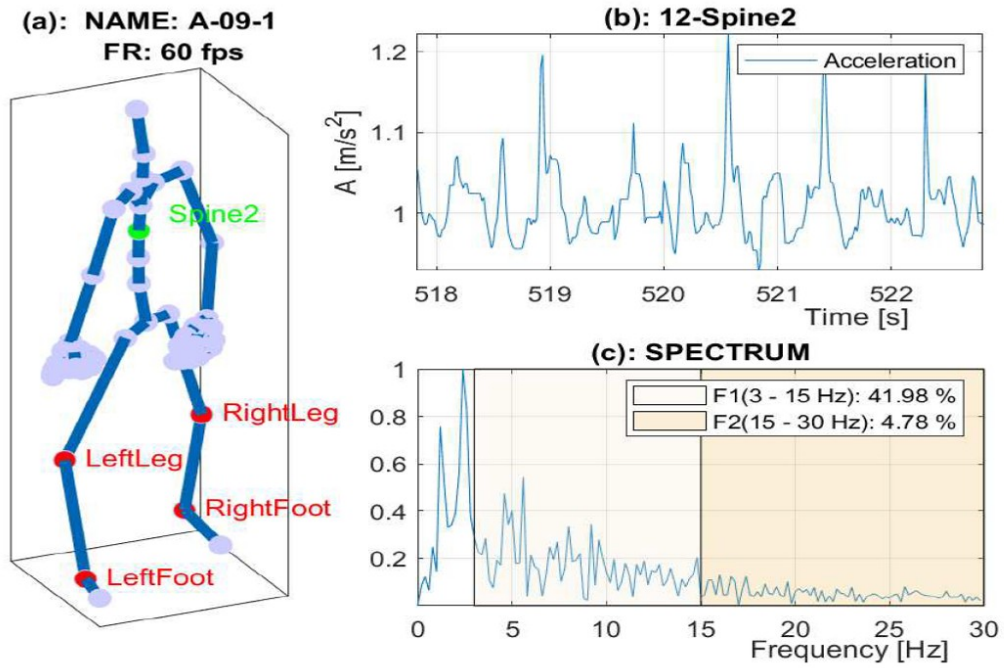 (a): NAME: A-09-1
FR: 60 fps
Spine2
RightLeg
LeftLeg
RightFoot
LeftFoot
(b): 12-Spine2
Acceleration
A [m/s²]
1.2
1.1
1
518 519 520 521 522
Time [s]
(c): SPECTRUM
F1(3 - 15 Hz): 41.98 %
F2(15 - 30 Hz): 4.78 %
1
0.8
0.6
0.4
0.2
0 5 10 15 20 25 30
Frequency [Hz]